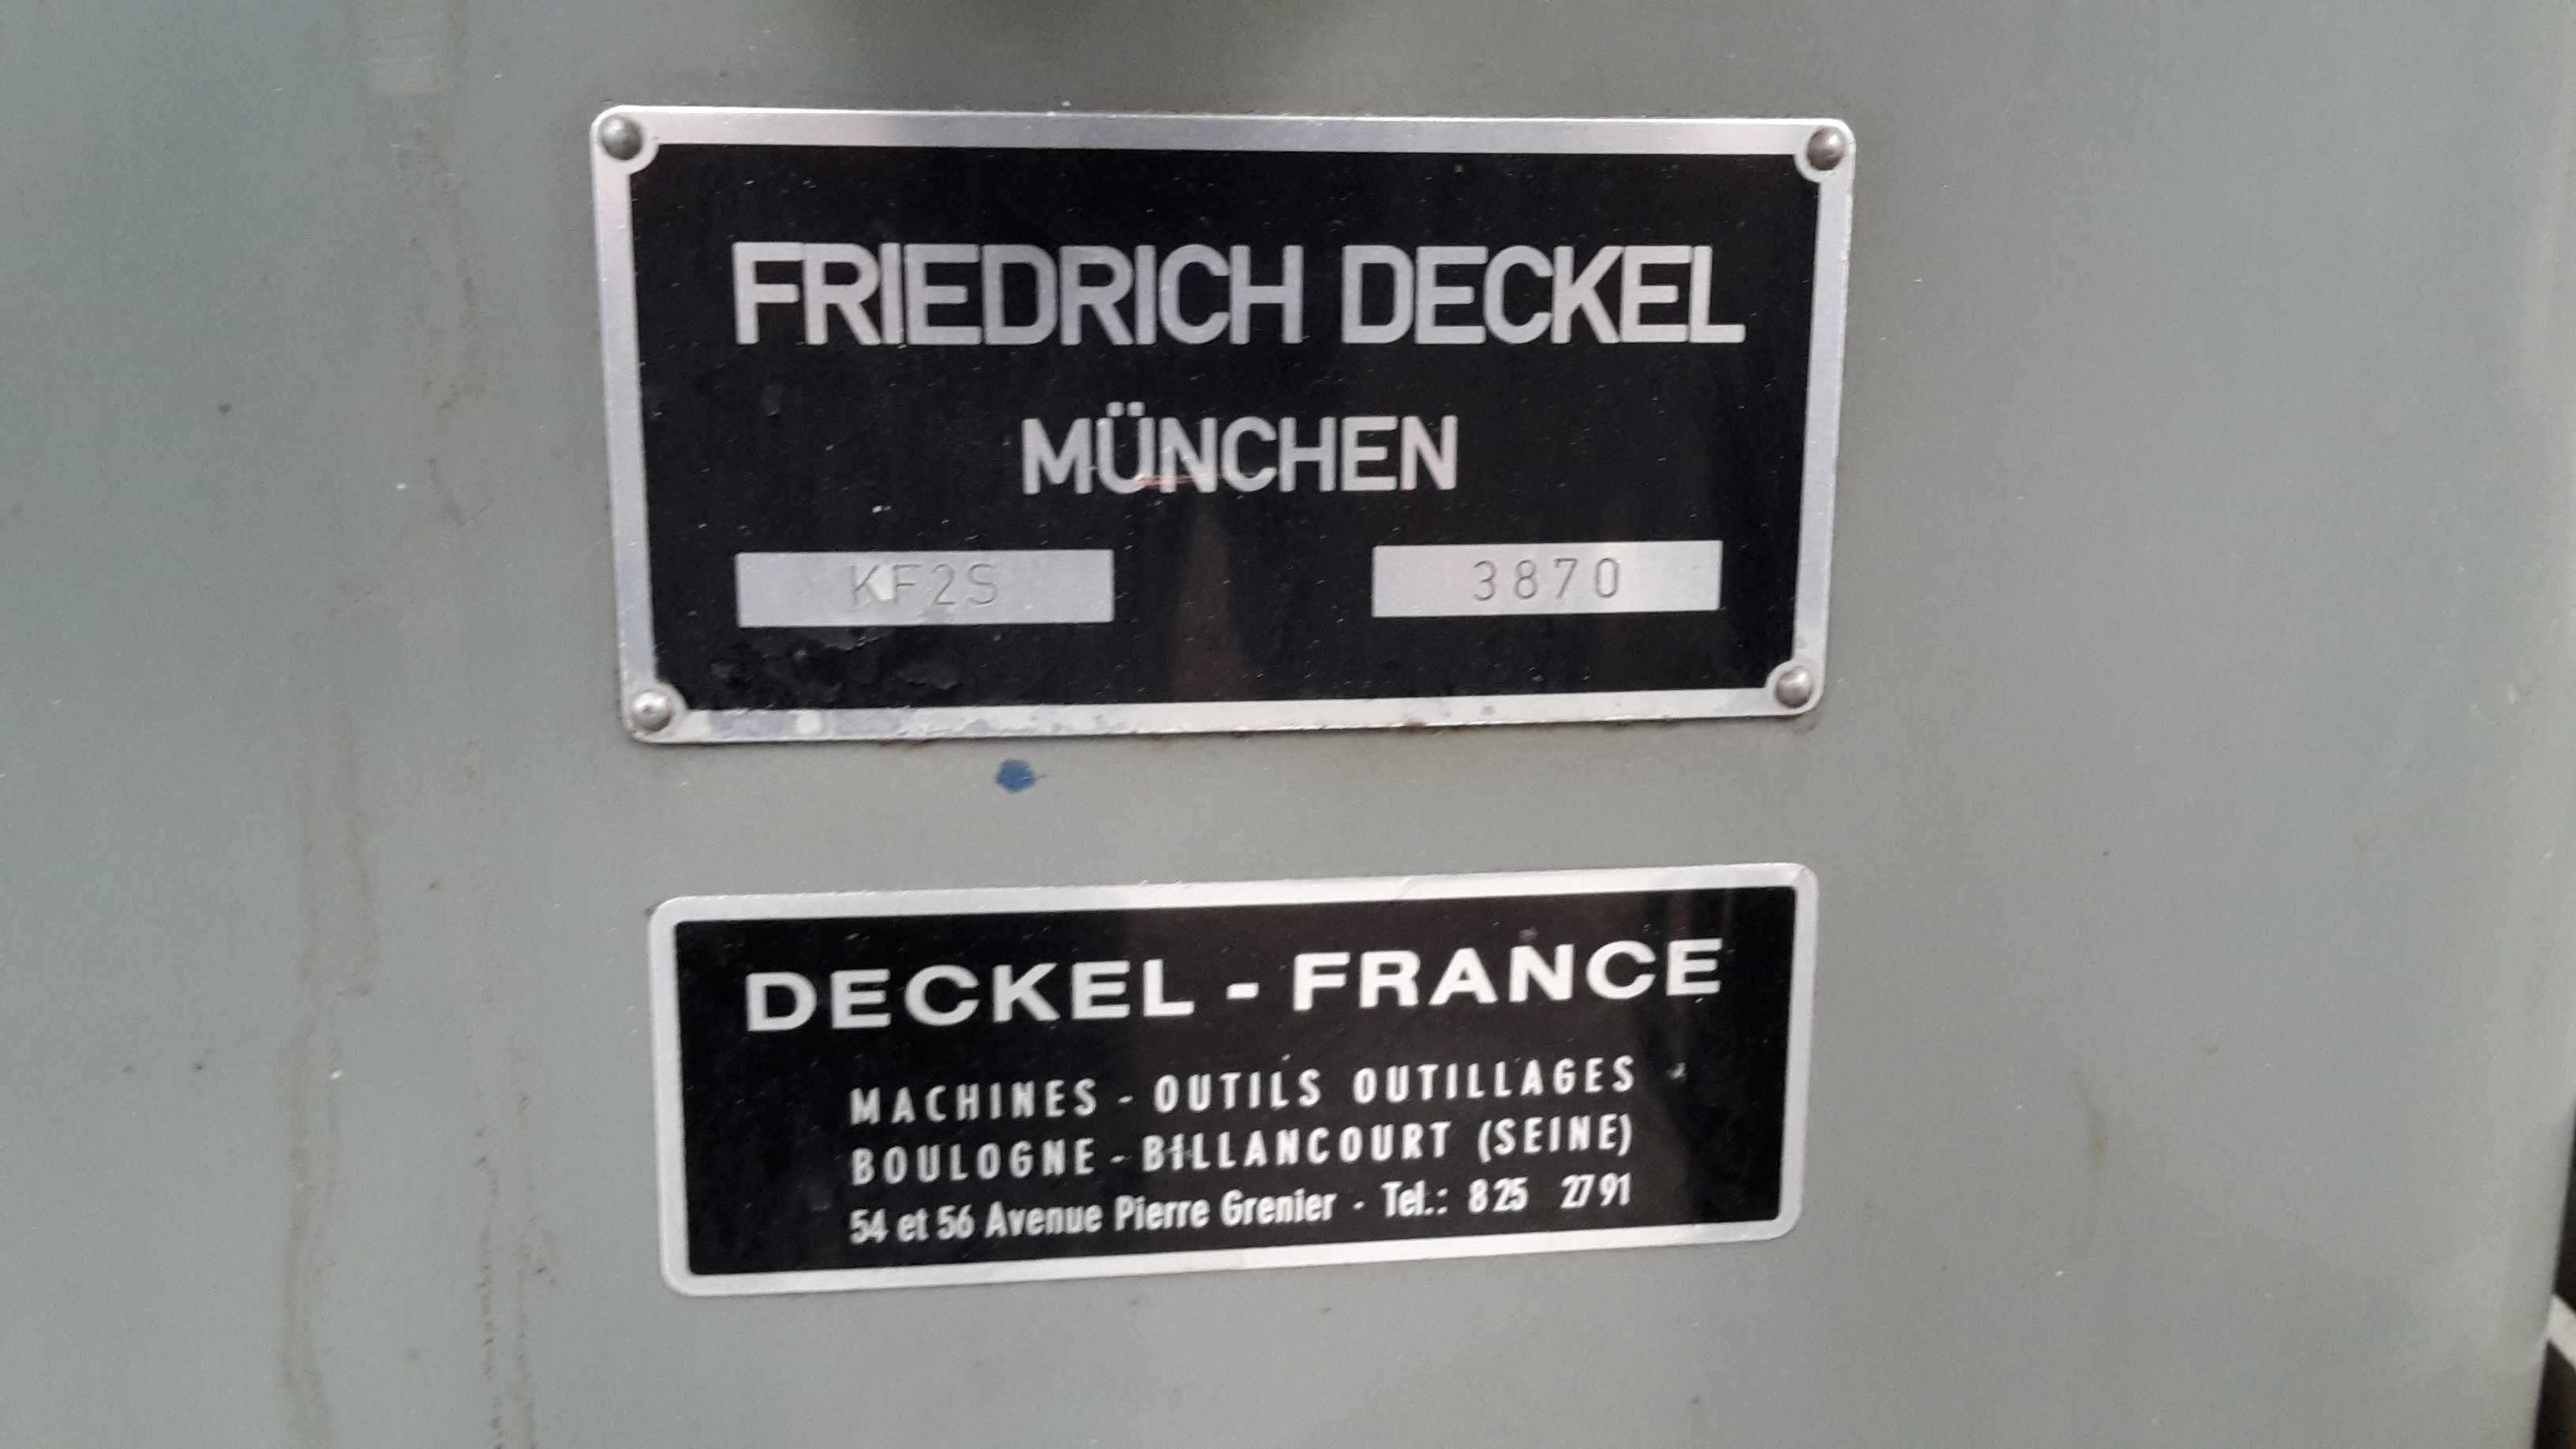 FRIEDRICH DECKEL
MÜNCHEN
KF2S 3870
DECKEL - FRANCE
MACHINES - OUTILS OUTILLAGES
BOULOGNE - BILLANCOURT (SEINE)
54 et 56 Avenue Pierre Grenier - Tel.: 825 2791